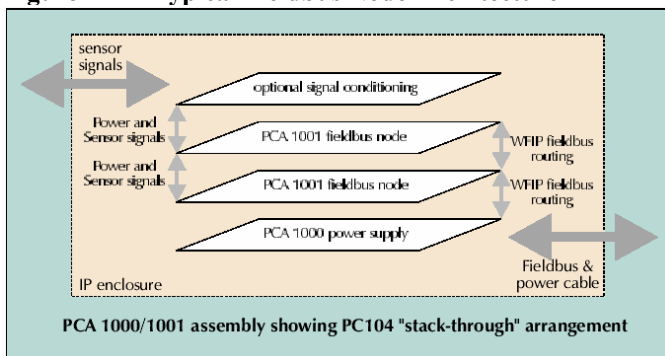 sensor
signals
optional signal conditioning
Power and
Sensor signals
PCA 1001 fieldbus node
WFIP fieldbus
routing
Power and
Sensor signals
PCA 1001 fieldbus node
WFIP fieldbus
routing
PCA 1000 power supply
IP enclosure
Fieldbus &
power cable
PCA 1000/1001 assembly showing PC104 "stack-through" arrangement